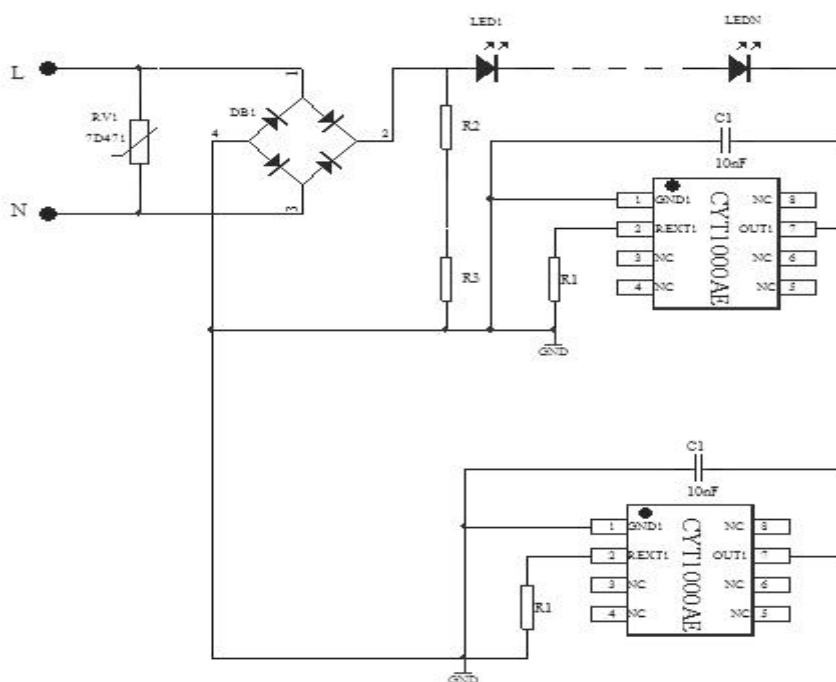 LED1
LEDN
L
1
RV1
7D471
DB1
4
2
R2
C1
10nF
N
3
1 GND1 NC 8
2 REXT1 OUT1 7
3 NC NC 6
4 NC NC 5
CYT1000AE
R3
R1
GND
C1
10nF
1 GND1 NC 8
2 REXT1 OUT1 7
3 NC NC 6
4 NC NC 5
CYT1000AE
R1
GND